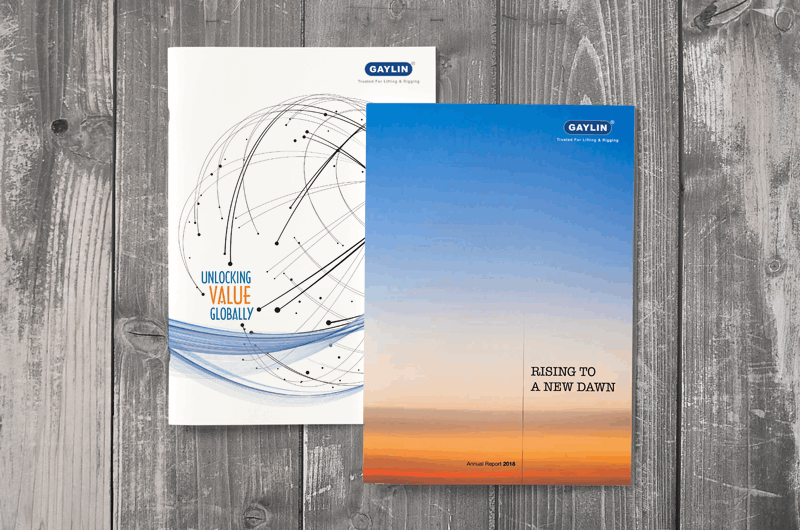 GAYLIN®
Trusted For Lifting & Rigging
UNLOCKING
VALUE
GLOBALLY
GAYLIN®
Trusted For Lifting & Rigging
RISING TO
A NEW DAWN
Annual Report 2018